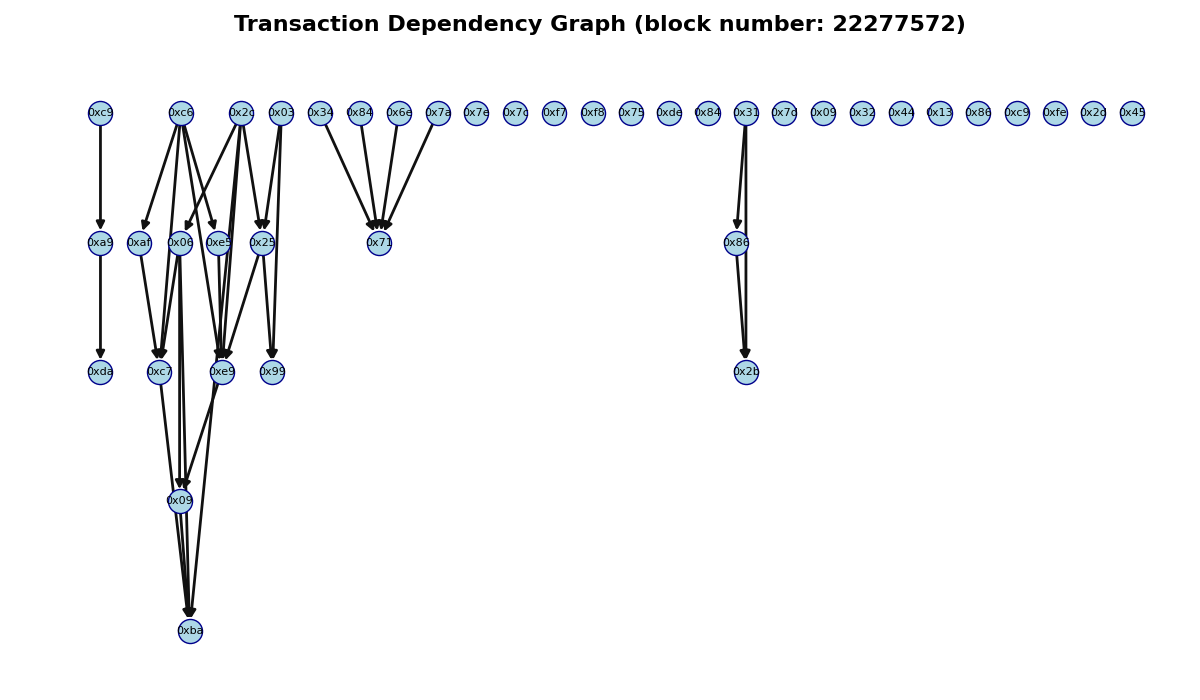 Transaction Dependency Graph (block number: 22277572)
0xc9 0xc6 0x2c 0x03 0x34 0x84 0x6e 0x7a 0x7e 0x7c 0xf7 0xf8 0x75 0xde 0x84 0x31 0x7d 0x09 0x32 0x44 0x13 0x86 0xc9 0xfe 0x2d 0x45
0xa9 0xaf 0x06 0xe5 0x25 0x71 0x86
0xda 0xc7 0xe9 0x99 0x2b
0x09
0xba